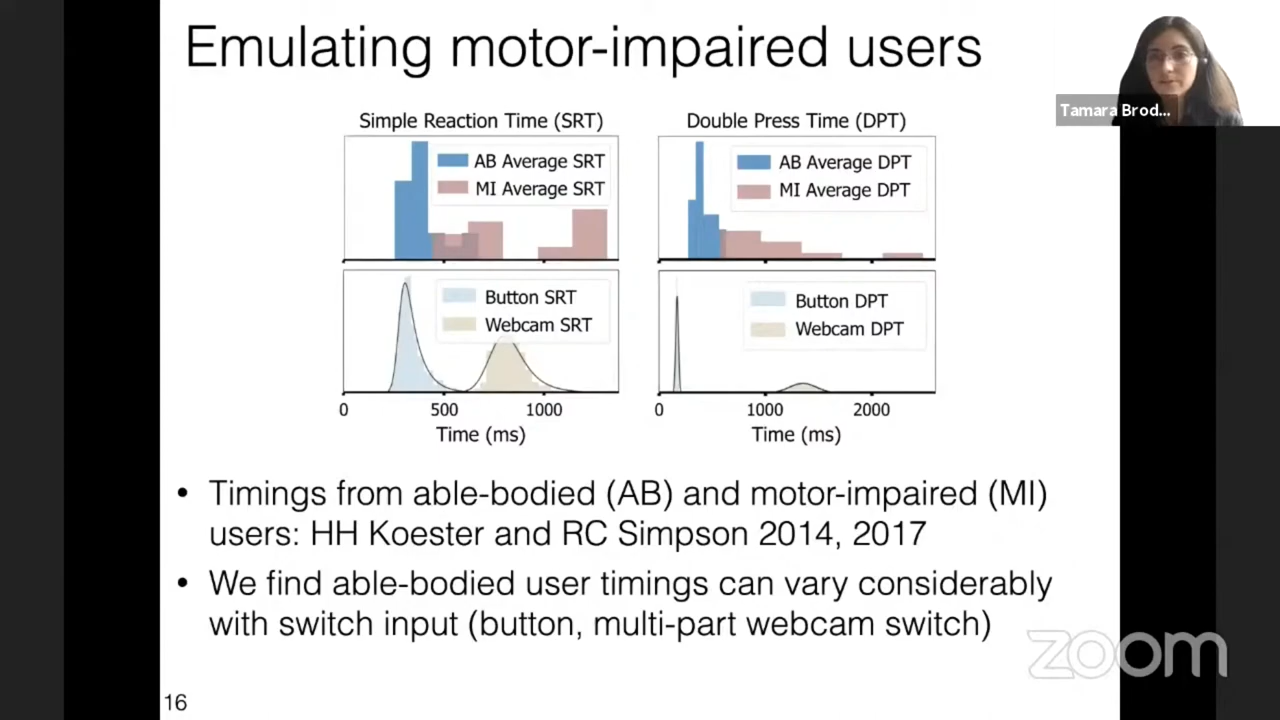 Emulating motor-impaired users
Tamara Brod...
Simple Reaction Time (SRT)
AB Average SRT
MI Average SRT
Button SRT
Webcam SRT
0 500 1000
Time (ms)
Double Press Time (DPT)
AB Average DPT
MI Average DPT
Button DPT
Webcam DPT
0 1000 2000
Time (ms)
• Timings from able-bodied (AB) and motor-impaired (MI)
users: HH Koester and RC Simpson 2014, 2017
• We find able-bodied user timings can vary considerably
with switch input (button, multi-part webcam switch)
zoom
16